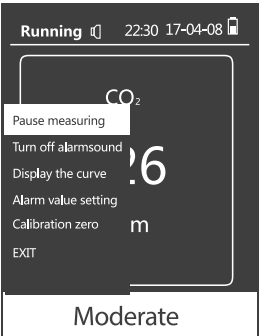 Running 22:30 17-04-08
CO₂
Pause measuring
Turn off alarmsound
Display the curve
26
Alarm value setting
Calibration zero
m
EXIT
Moderate